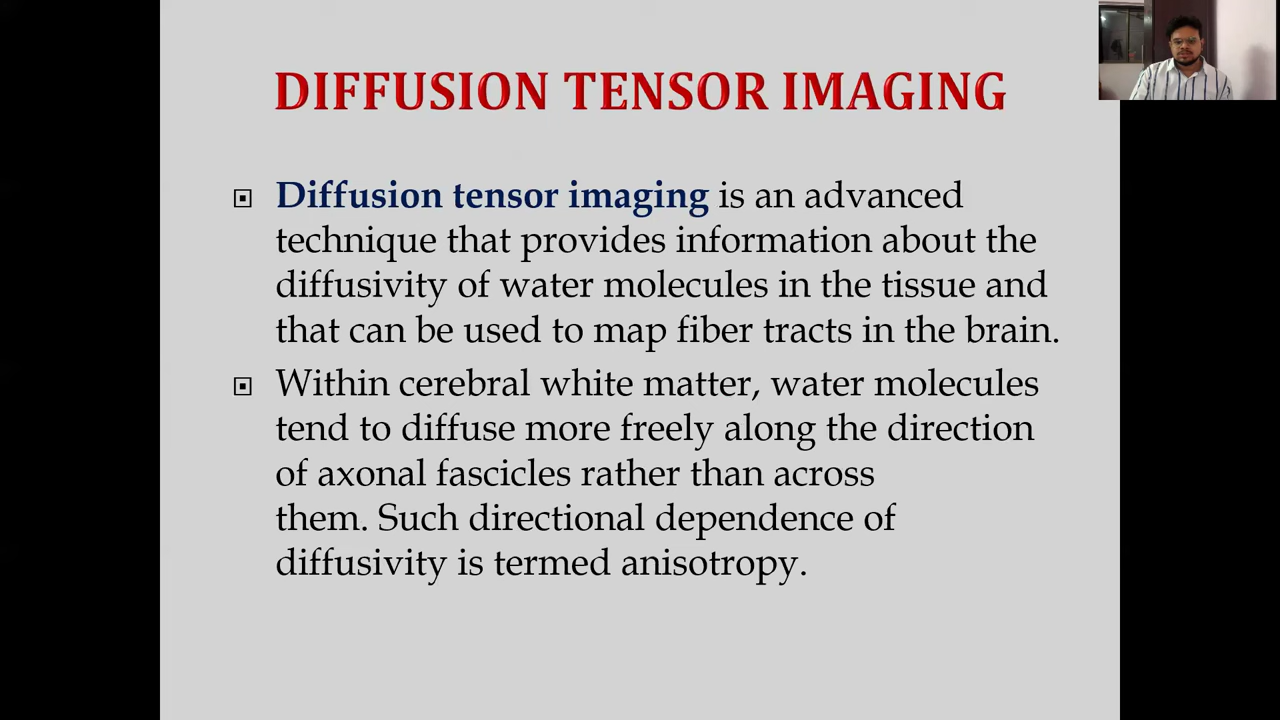 DIFFUSION TENSOR IMAGING
Diffusion tensor imaging is an advanced
technique that provides information about the
diffusivity of water molecules in the tissue and
that can be used to map fiber tracts in the brain.
Within cerebral white matter, water molecules
tend to diffuse more freely along the direction
of axonal fascicles rather than across
them. Such directional dependence of
diffusivity is termed anisotropy.